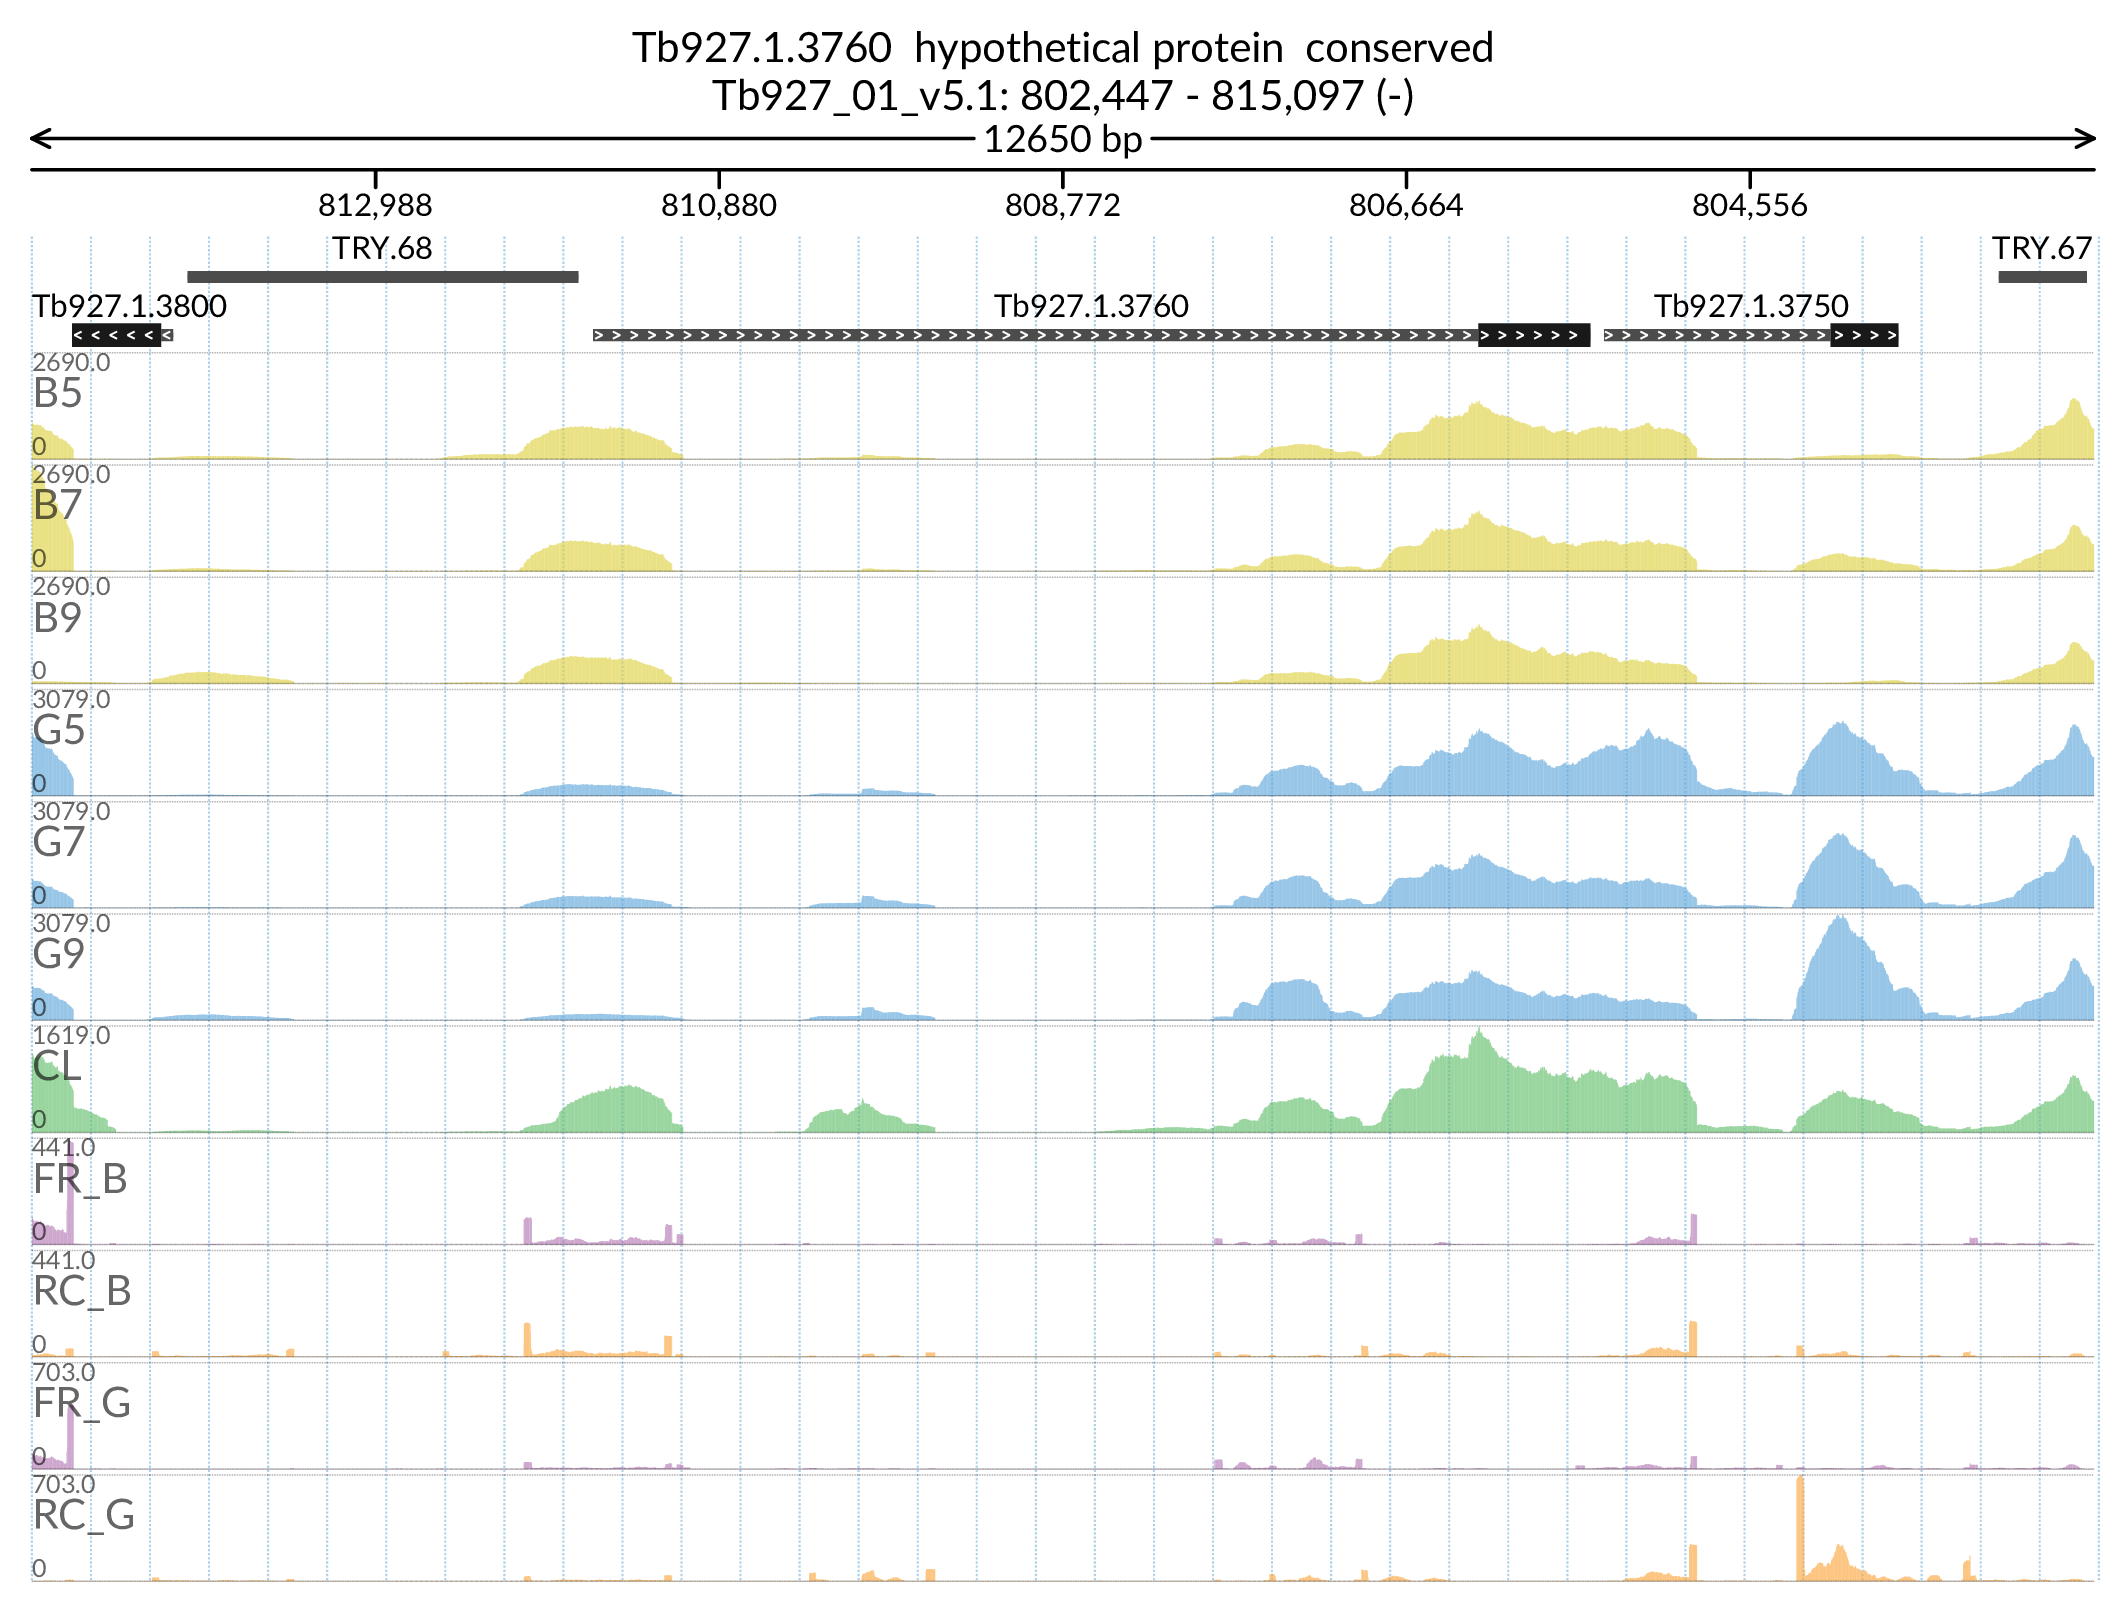 Tb927.1.3760  hypothetical protein  conserved
Tb927_01_v5.1: 802,447 - 815,097 (-)
12650 bp
812,988 810,880 808,772 806,664 804,556
TRY.68 TRY.67
Tb927.1.3800 Tb927.1.3760 Tb927.1.3750
2690.0
B5
0
2690.0
B7
0
2690.0
B9
0
3079.0
G5
0
3079.0
G7
0
3079.0
G9
0
1619.0
CL
0
441.0
FR_B
0
441.0
RC_B
0
703.0
FR_G
0
703.0
RC_G
0